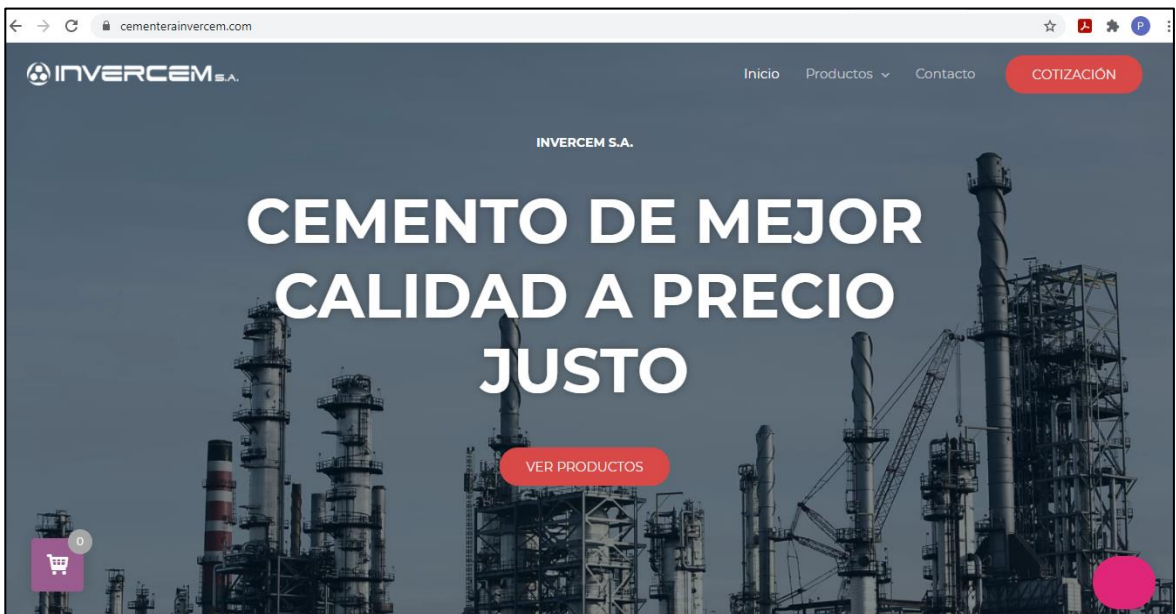 cementerainvercem.com
P
INVERCEM S.A.
Inicio Productos Contacto COTIZACIÓN
INVERCEM S.A.
CEMENTO DE MEJOR
CALIDAD A PRECIO
JUSTO
VER PRODUCTOS
0